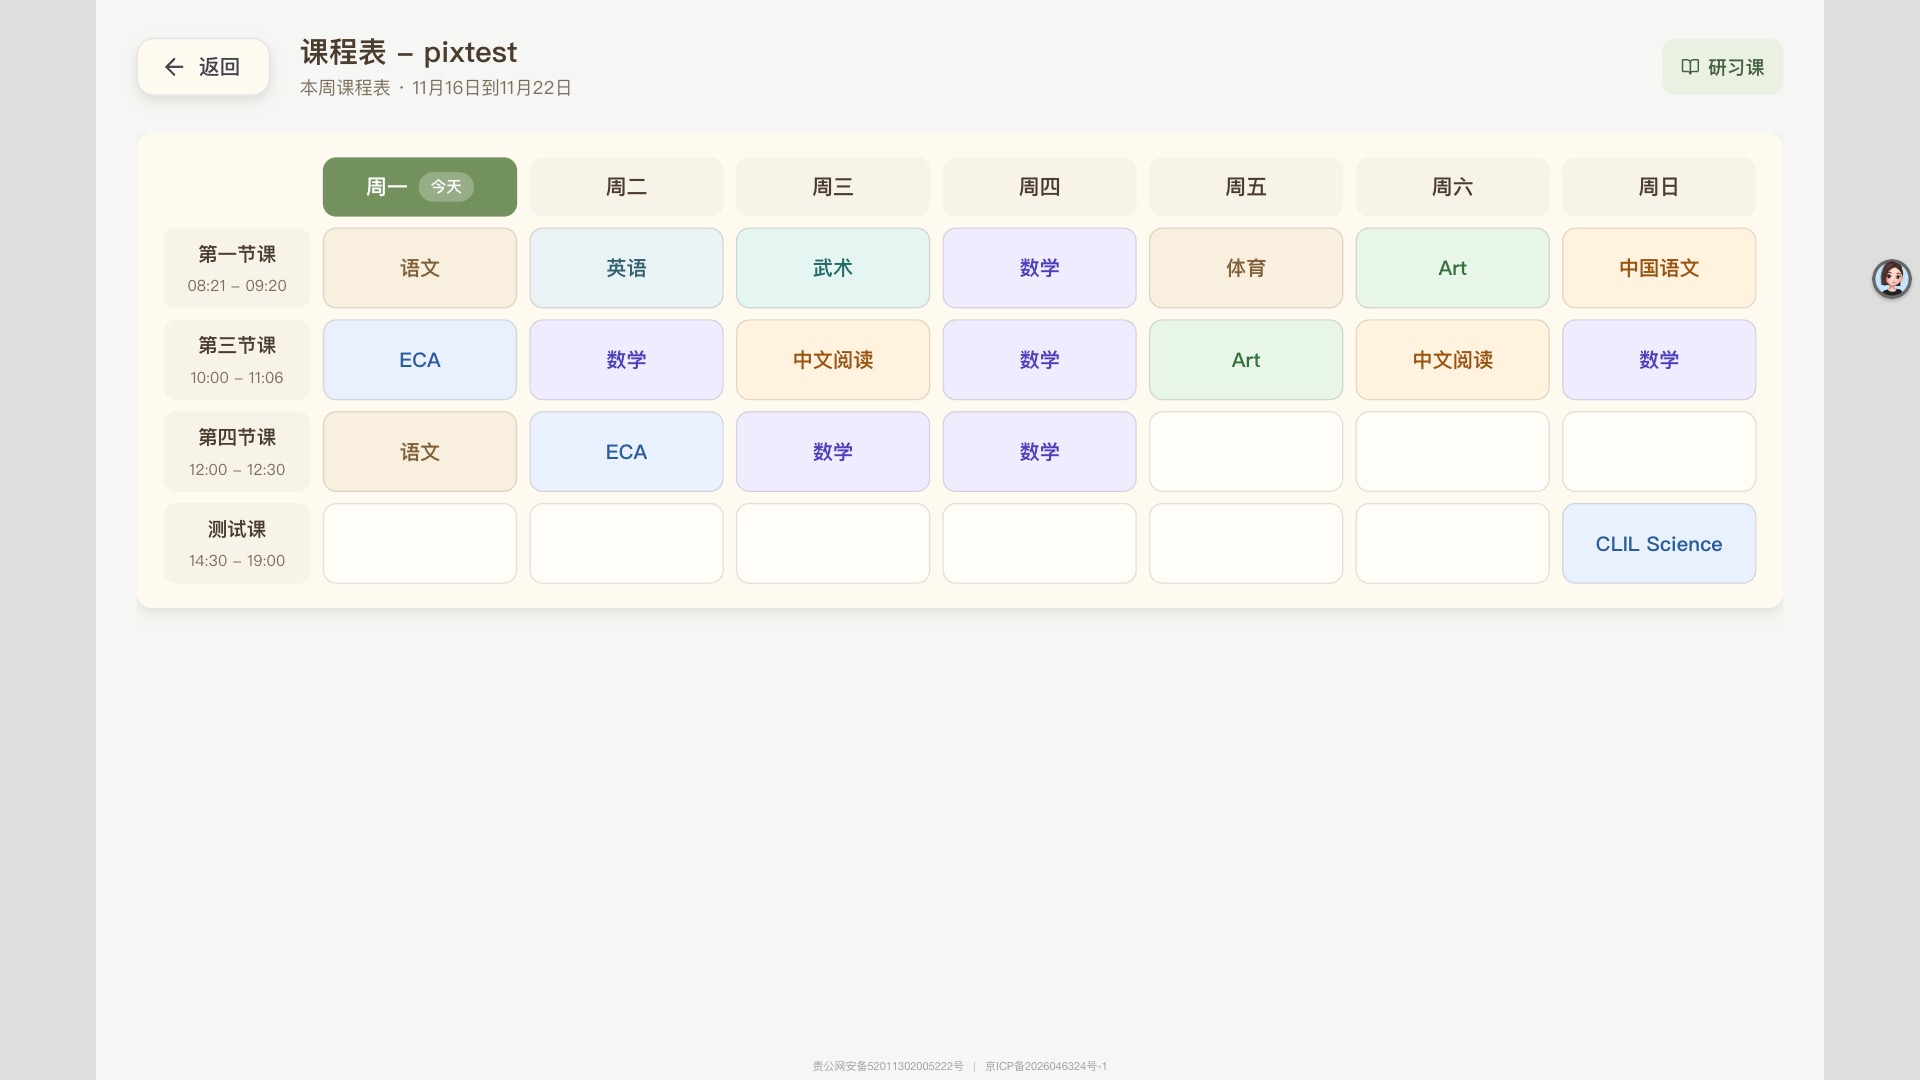 返回
课程表 – pixtest
本周课程表 · 11月16日到11月22日
研习课
周一 今天 周二 周三 周四 周五 周六 周日
第一节课
08:21 – 09:20
语文 英语 武术 数学 体育 Art 中国语文
第三节课
10:00 – 11:06
ECA 数学 中文阅读 数学 Art 中文阅读 数学
第四节课
12:00 – 12:30
语文 ECA 数学 数学
测试课
14:30 – 19:00
CLIL Science
贵公网安备52011302005222号 | 京ICP备2026046324号-1